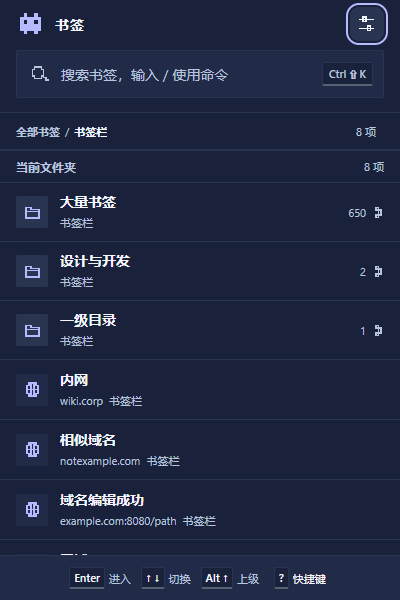 书签
搜索书签，输入 / 使用命令 Ctrl ⇧ K
全部书签 / 书签栏 8 项
当前文件夹 8 项
大量书签
书签栏 650
设计与开发
书签栏 2
一级目录
书签栏 1
内网
wiki.corp 书签栏
相似域名
notexample.com 书签栏
域名编辑成功
example.com:8080/path 书签栏
Enter 进入 ↑↓ 切换 Alt ↑ 上级 ? 快捷键